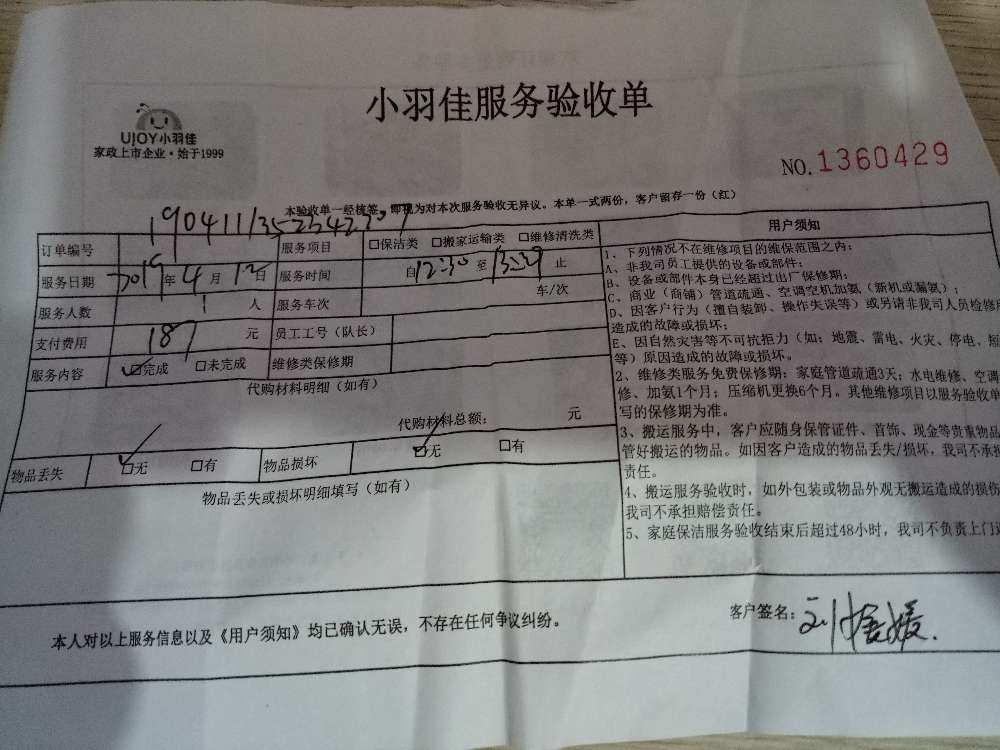 小羽佳服务验收单
UJOY小羽佳
家政上市企业·始于1999
NO.1360429
本验收单一经梳签,即视为对本次服务验收无异议。本单一式两份,客户留存一份(红)
订单编号 服务项目 □保洁类 □搬家运输类 □维修清洗类
服务日期 2019年4月12日 服务时间 自12:30至13:39止
服务人数 1人 服务车次 车/次
支付费用 187元 员工工号(队长)
服务内容 □完成 □未完成 维修类保修期
代购材料明细(如有)
代购材料总额: 元
物品丢失 □无 □有 物品损坏 □无 □有
物品丢失或损坏明细填写(如有)
用户须知
1、下列情况不在维修项目的维保范围之内:
A、非我司员工提供的设备或部件;
B、设备或部件本身已经超过出厂保修期;
C、商业(商铺)管道疏通、空调空机加氨(新机或漏氨);
D、因客户行为(擅自装卸、操作失误等)或另请非我司人员检修
造成的故障或损坏;
E、因自然灾害等不可抗拒力(如:地震、雷电、火灾、停电、
等)原因造成的故障或损坏。
2、维修类服务免费保修期:家庭管道疏通3天;水电维修、空调
修、加氨1个月;压缩机更换6个月。其他维修项目以服务验收单
写的保修期为准。
3、搬运服务中,客户应随身保管证件、首饰、现金等贵重物品
管好搬运的物品。如因客户造成的物品丢失/损坏,我司不承担
责任。
4、搬运服务验收时,如外包装或物品外观无搬运造成的损伤
我司不承担赔偿责任。
5、家庭保洁服务验收结束后超过48小时,我司不负责上门
本人对以上服务信息以及《用户须知》均已确认无误,不存在任何争议纠纷。
客户签名: